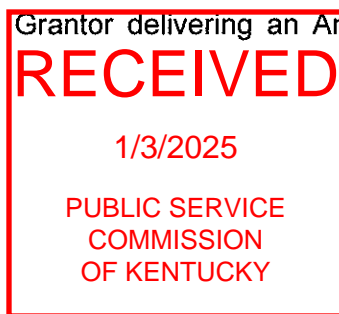 Grantor delivering an
RECEIVED
1/3/2025
PUBLIC SERVICE
COMMISSION
OF KENTUCKY